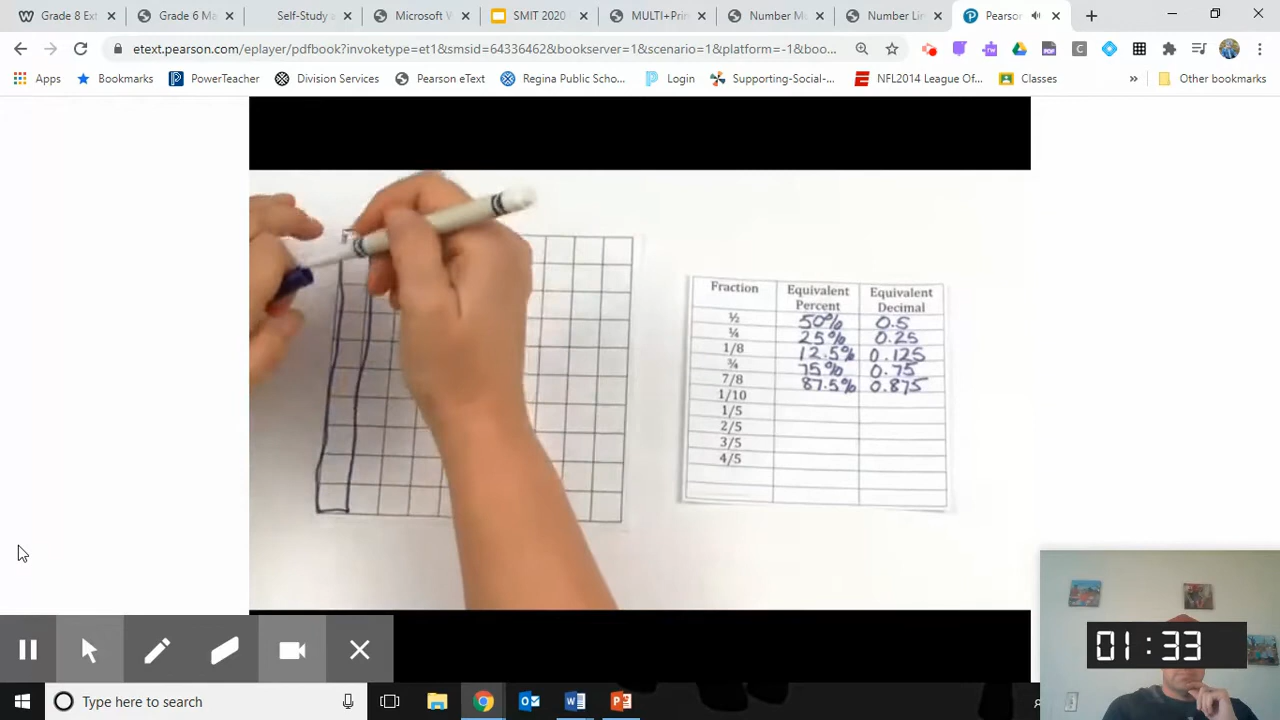 Grade 8 Ext
Grade 6 Ma
Self-Study a
Microsoft W
SMIT 2020
MULTI+Prin
Number Mo
Number Lin
Pearson
etext.pearson.com/eplayer/pdfbook?invoketype=et1&smsid=64336462&bookserver=1&scenario=1&platform=-1&boo...
Apps
Bookmarks
PowerTeacher
Division Services
Pearson eText
Regina Public Scho...
Login
Supporting-Social-...
NFL2014 League Of...
Classes
»
Other bookmarks
Fraction Equivalent Percent Equivalent Decimal
½ 50% 0.5
¼ 25% 0.25
1/8 12.5% 0.125
¾ 75% 0.75
7/8 87.5% 0.875
1/10
1/5
2/5
3/5
4/5
01:33
Type here to search